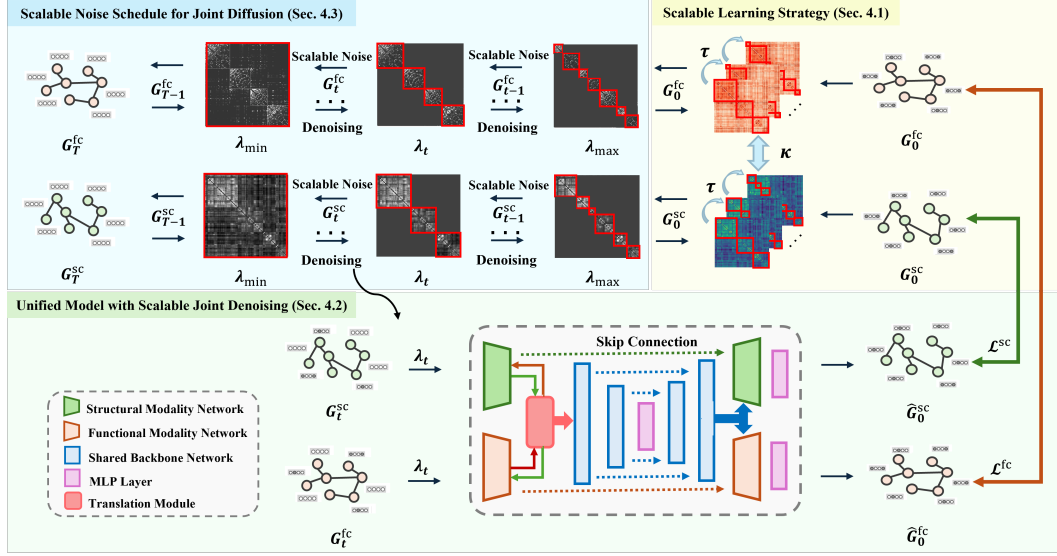 Scalable Noise Schedule for Joint Diffusion (Sec. 4.3)
Scalable Learning Strategy (Sec. 4.1)
G_T^fc
G_{T-1}^fc
λ_min
Scalable Noise
G_t^fc
. . .
Denoising
λ_t
Scalable Noise
G_{t-1}^fc
. . .
Denoising
λ_max
G_0^fc
τ
G_0^fc
κ
G_T^sc
G_{T-1}^sc
λ_min
Scalable Noise
G_t^sc
. . .
Denoising
λ_t
Scalable Noise
G_{t-1}^sc
. . .
Denoising
λ_max
G_0^sc
τ
G_0^sc
Unified Model with Scalable Joint Denoising (Sec. 4.2)
G_t^sc
λ_t
Skip Connection
Ĝ_0^sc
ℒ^sc
Structural Modality Network
Functional Modality Network
Shared Backbone Network
MLP Layer
Translation Module
G_t^fc
λ_t
Ĝ_0^fc
ℒ^fc